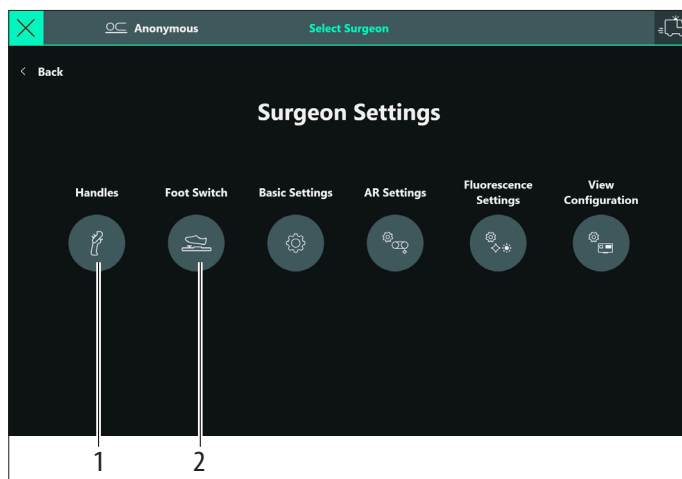 Anonymous
Select Surgeon
Back
Surgeon Settings
Handles
Foot Switch
Basic Settings
AR Settings
Fluorescence
Settings
View
Configuration
1
2